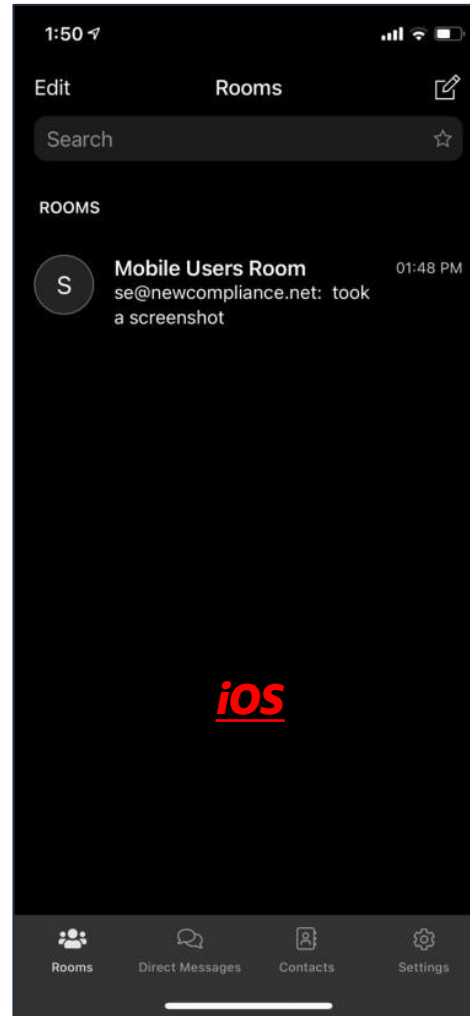 1:50
Edit Rooms
Search
ROOMS
S Mobile Users Room 01:48 PM
se@newcompliance.net: took
a screenshot
iOS
Rooms Direct Messages Contacts Settings